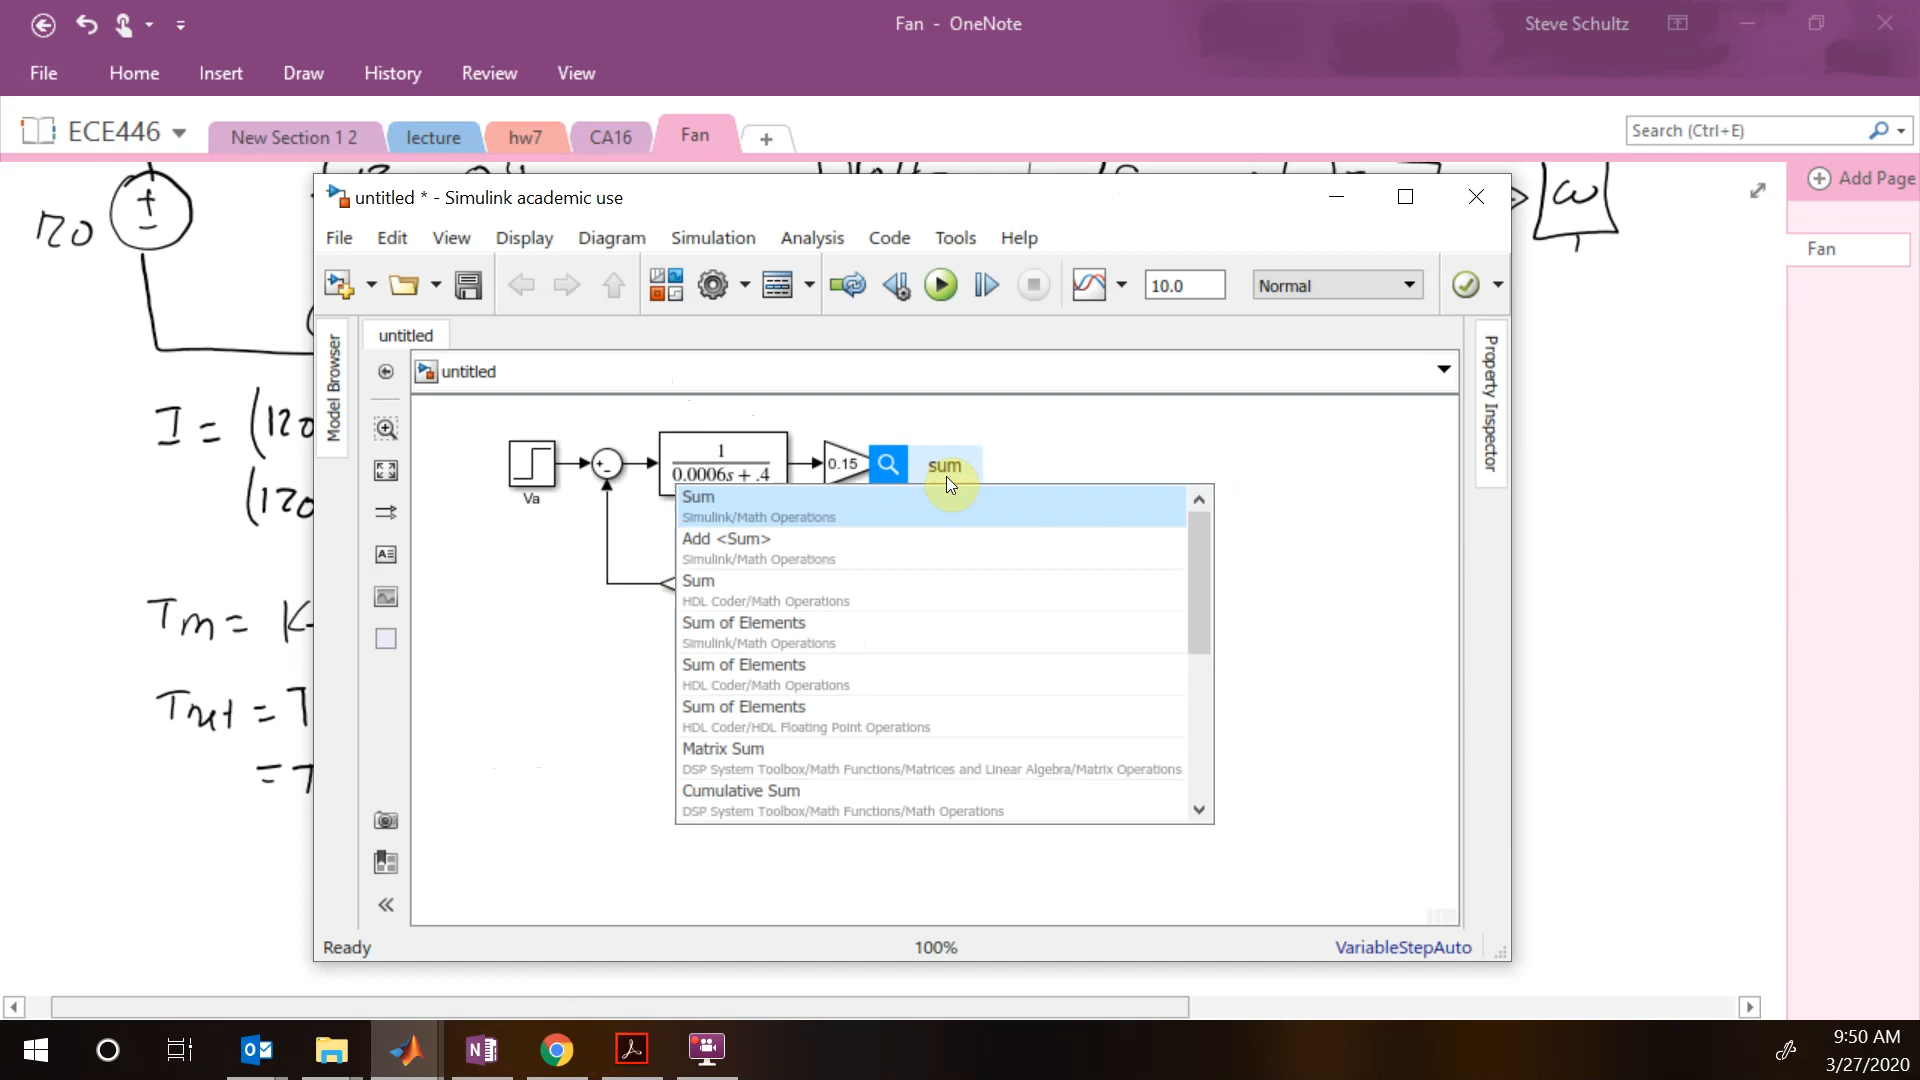 Fan - OneNote
Steve Schultz
File Home Insert Draw History Review View
ECE446
New Section 1 2
lecture
hw7
CA16
Fan
+
Search (Ctrl+E)
Add Page
Fan
120
+
-
ω
untitled * - Simulink academic use
File Edit View Display Diagram Simulation Analysis Code Tools Help
10.0
Normal
Model Browser
untitled
untitled
Property Inspector
Va
+
-
1
0.0006s + .4
0.15
sum
Sum
Simulink/Math Operations
Add <Sum>
Simulink/Math Operations
Sum
HDL Coder/Math Operations
Sum of Elements
Simulink/Math Operations
Sum of Elements
HDL Coder/Math Operations
Sum of Elements
HDL Coder/HDL Floating Point Operations
Matrix Sum
DSP System Toolbox/Math Functions/Matrices and Linear Algebra/Matrix Operations
Cumulative Sum
DSP System Toolbox/Math Functions/Math Operations
Ready
100%
VariableStepAuto
I = (120
(120
Tm = K
Tnet = T
= T
9:50 AM
3/27/2020